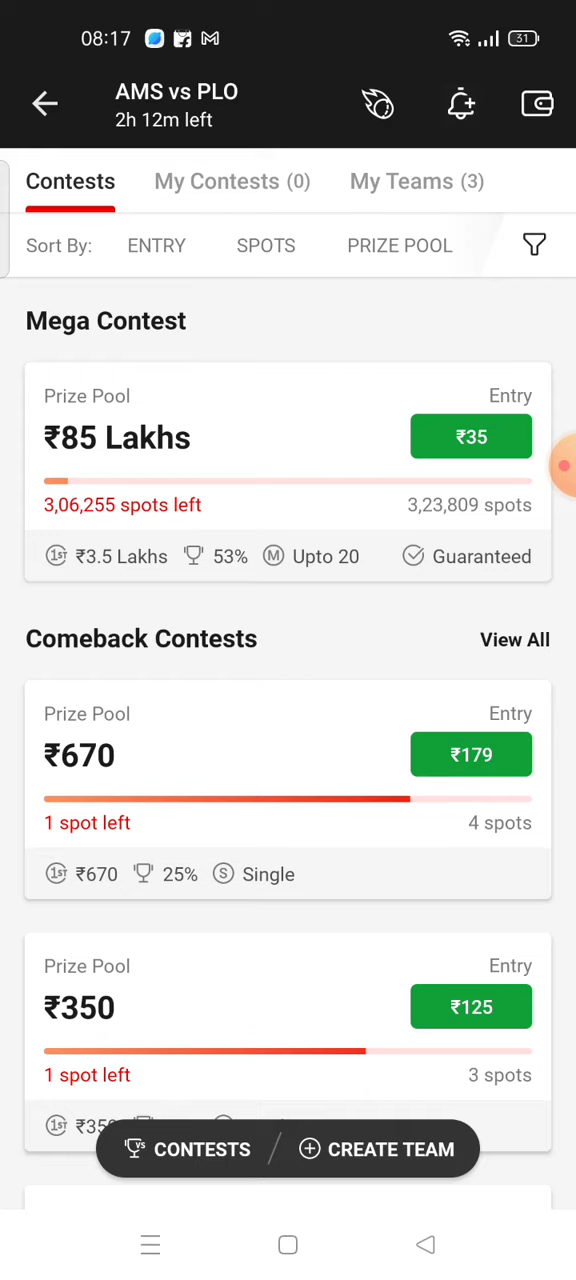 08:17
31
AMS vs PLO
2h 12m left
Contests My Contests (0) My Teams (3)
Sort By: ENTRY SPOTS PRIZE POOL
Mega Contest
Prize Pool Entry
₹85 Lakhs ₹35
3,06,255 spots left 3,23,809 spots
1st ₹3.5 Lakhs 53% M Upto 20 Guaranteed
Comeback Contests View All
Prize Pool Entry
₹670 ₹179
1 spot left 4 spots
1st ₹670 25% S Single
Prize Pool Entry
₹350 ₹125
1 spot left 3 spots
1st ₹350
VS CONTESTS CREATE TEAM